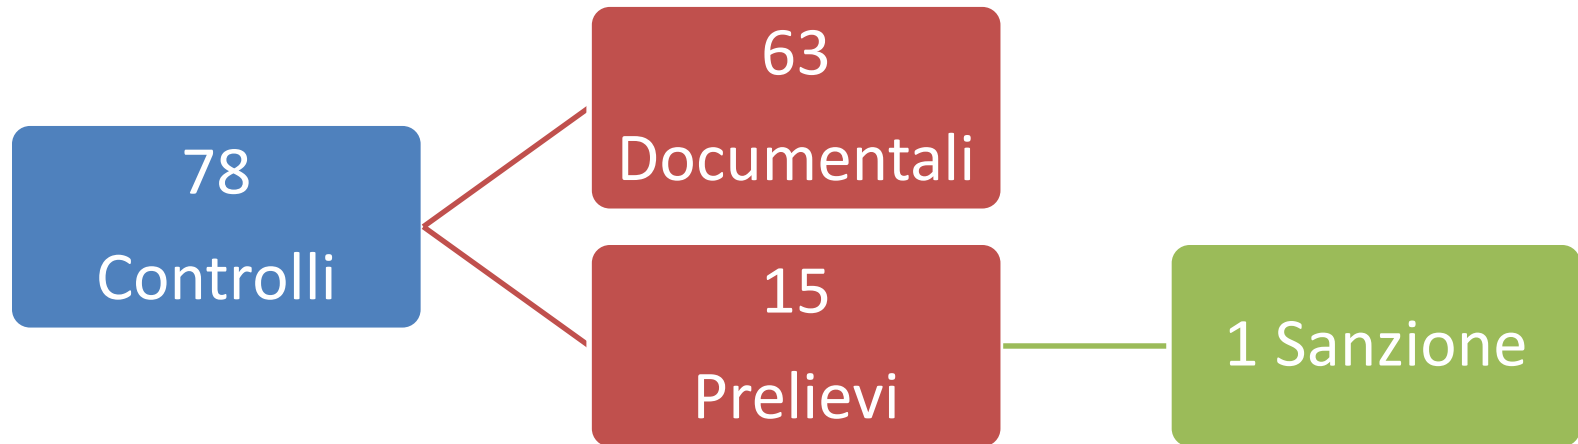 78
Controlli
63
Documentali
15
Prelievi
1 Sanzione